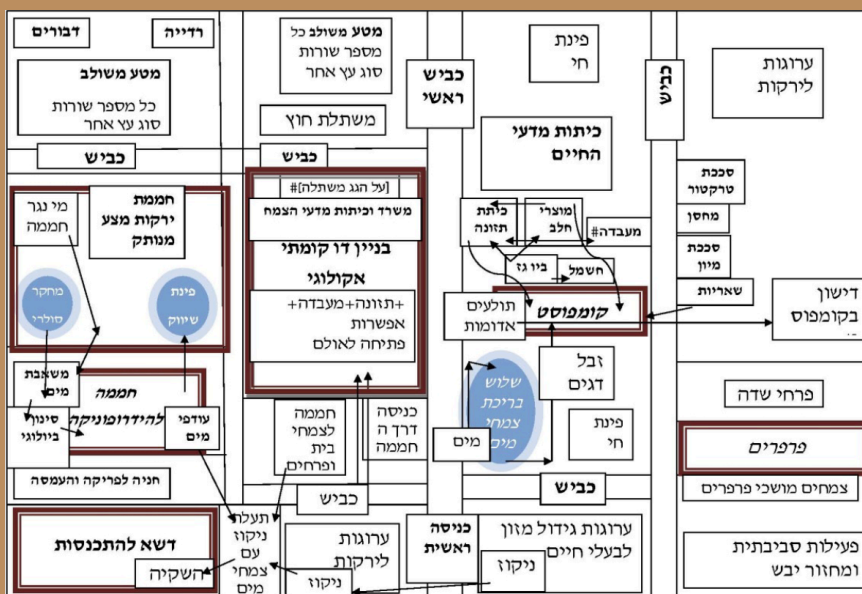 ערוגות
לירקות
כביש
פינת
חי
כביש
ראשי
מטע משולב כל
מספר שורות
סוג עץ אחר
רדייה
דבורים
מטע משולב
כל מספר שורות
סוג עץ אחר
משתלת חוץ
כיתות מדעי
החיים
כביש
כביש
סככת
טרקטור
מחסן
סככת
מיון
שאריות
מעבדה#
מוצרי
חלב
כיתת
תזונה
חשמל
ביו גז
קומפוסט
תולעים
אדומות
דישון
בקומפוס
[על הגג משתלה]#
משרד וכיתות מדעי הצמח
בניין דו קומתי
אקולוגי
+תזונה+מעבדה+
אפשרות
פתיחה לאולם
חממת
ירקות מצע
מנותק
מי נגר
חממה
פינת
שיווק
מחקר
סולרי
משאבת
מים
חממה
להידרופוניקה
סינון
ביולוגי
עודפי
מים
חניה לפריקה והעמסה
כניסה
דרך ה
חממה
חממה
לצמחי
בית
ופרחים
זבל
דגים
שלוש
בריכת
צמחי
מים
מים
פינת
חי
פרחי שדה
פרפרים
צמחים מושכי פרפרים
כביש
כביש
פעילות סביבתית
ומחזור יבש
ערוגות גידול מזון
לבעלי חיים
ניקוז
כניסה
ראשית
ערוגות
לירקות
ניקוז
תעלת
ניקוז
עם
צמחי
מים
דשא להתכנסות
השקיה